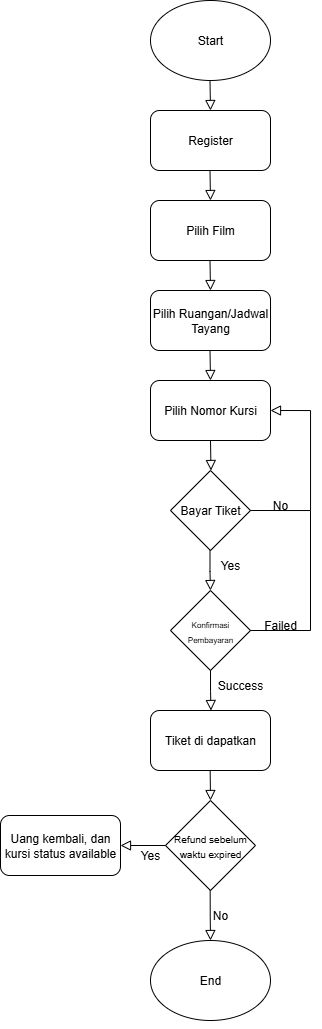 Start
Register
Pilih Film
Pilih Ruangan/Jadwal
Tayang
Pilih Nomor Kursi
Bayar Tiket
No
Yes
Konfirmasi
Pembayaran
Failed
Success
Tiket di dapatkan
Refund sebelum
waktu expired
Yes
Uang kembali, dan
kursi status available
No
End